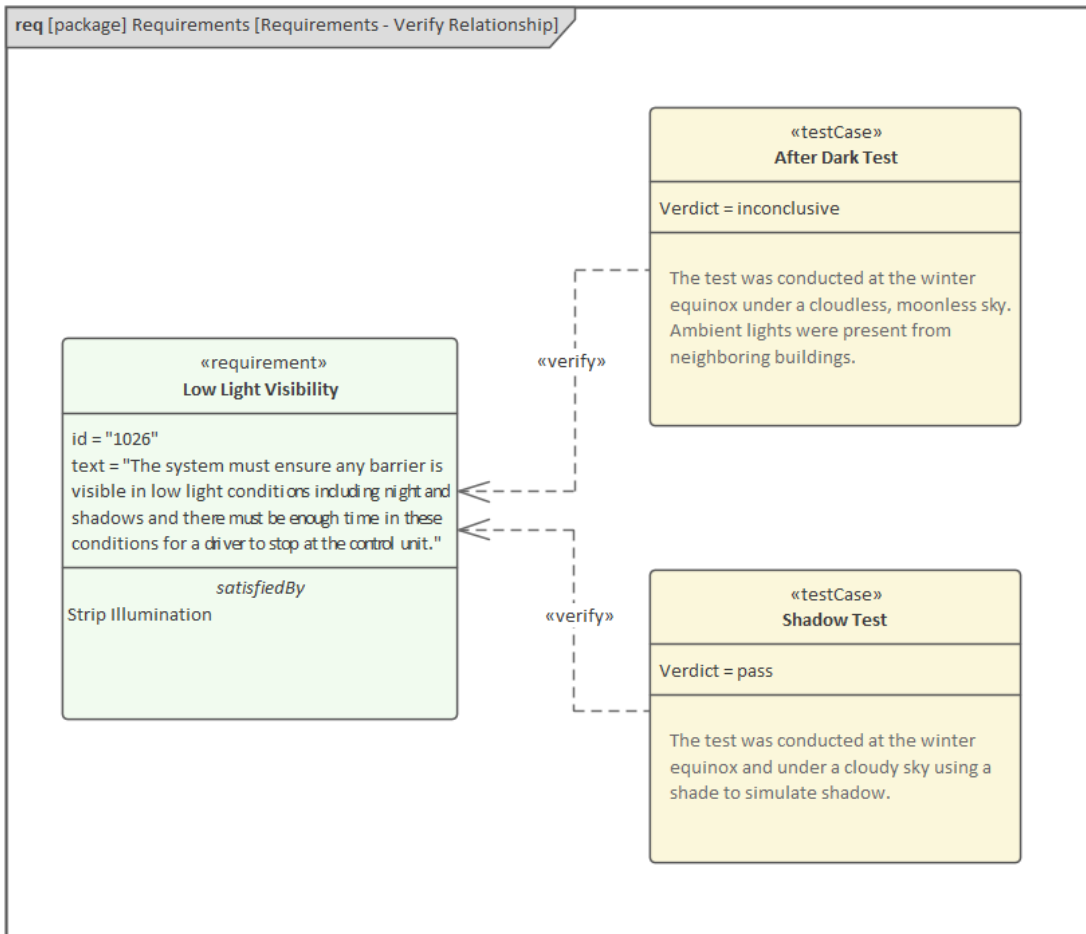 req [package] Requirements [Requirements - Verify Relationship]
«testCase»
After Dark Test
Verdict = inconclusive
The test was conducted at the winter
equinox under a cloudless, moonless sky.
Ambient lights were present from
neighboring buildings.
«verify»
«requirement»
Low Light Visibility
id = "1026"
text = "The system must ensure any barrier is
visible in low light conditions including night and
shadows and there must be enough time in these
conditions for a driver to stop at the control unit."
satisfiedBy
Strip Illumination
«verify»
«testCase»
Shadow Test
Verdict = pass
The test was conducted at the winter
equinox and under a cloudy sky using a
shade to simulate shadow.